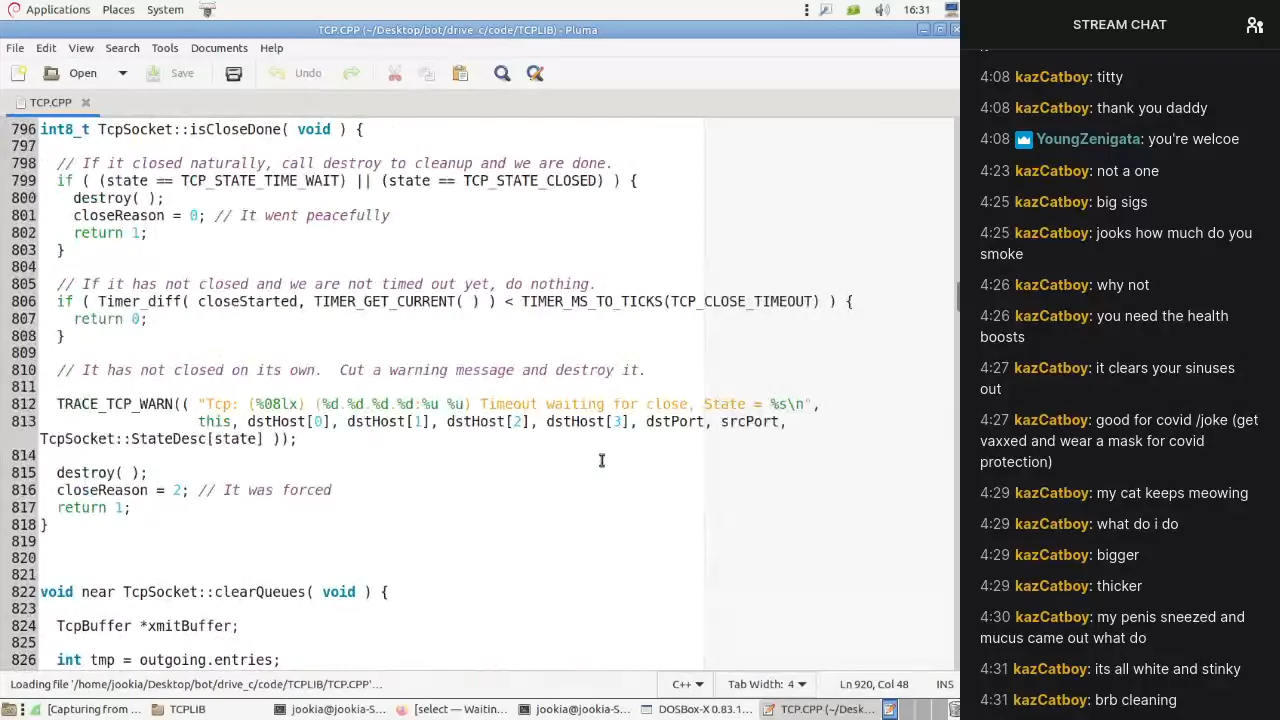 Applications Places System 16:31
TCP.CPP (~/Desktop/bot/drive_c/code/TCPLIB) - Pluma
File Edit View Search Tools Documents Help
Open Save Undo
TCP.CPP
796 int8_t TcpSocket::isCloseDone( void ) {
797
798 // If it closed naturally, call destroy to cleanup and we are done.
799 if ( (state == TCP_STATE_TIME_WAIT) || (state == TCP_STATE_CLOSED) ) {
800 destroy( );
801 closeReason = 0; // It went peacefully
802 return 1;
803 }
804
805 // If it has not closed and we are not timed out yet, do nothing.
806 if ( Timer_diff( closeStarted, TIMER_GET_CURRENT( ) ) < TIMER_MS_TO_TICKS(TCP_CLOSE_TIMEOUT) ) {
807 return 0;
808 }
809
810 // It has not closed on its own.  Cut a warning message and destroy it.
811
812 TRACE_TCP_WARN(( "Tcp: (%08lx) (%d.%d.%d.%d:%u %u) Timeout waiting for close, State = %s\n",
813 this, dstHost[0], dstHost[1], dstHost[2], dstHost[3], dstPort, srcPort,
TcpSocket::StateDesc[state] ));
814
815 destroy( );
816 closeReason = 2; // It was forced
817 return 1;
818 }
819
820
821
822 void near TcpSocket::clearQueues( void ) {
823
824 TcpBuffer *xmitBuffer;
825
826 int tmp = outgoing.entries;
Loading file '/home/jookia/Desktop/bot/drive_c/code/TCPLIB/TCP.CPP'... C++ Tab Width: 4 Ln 920, Col 48 INS
[Capturing from ... TCPLIB jookia@jookia-S... [select — Waitin... jookia@jookia-S... DOSBox-X 0.83.1... TCP.CPP (~/Desk...
STREAM CHAT
4:08 kazCatboy: titty
4:08 kazCatboy: thank you daddy
4:08 YoungZenigata: you're welcoe
4:23 kazCatboy: not a one
4:25 kazCatboy: big sigs
4:25 kazCatboy: jooks how much do you
smoke
4:26 kazCatboy: why not
4:26 kazCatboy: you need the health
boosts
4:27 kazCatboy: it clears your sinuses
out
4:27 kazCatboy: good for covid /joke (get
vaxxed and wear a mask for covid
protection)
4:29 kazCatboy: my cat keeps meowing
4:29 kazCatboy: what do i do
4:29 kazCatboy: bigger
4:29 kazCatboy: thicker
4:30 kazCatboy: my penis sneezed and
mucus came out what do
4:31 kazCatboy: its all white and stinky
4:31 kazCatboy: brb cleaning